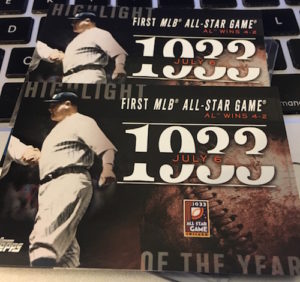 HIGHLIGHT
FIRST MLB® ALL-STAR GAME
AL WINS 4-2
1933
JULY 6
HIGHLIGHT
FIRST MLB® ALL-STAR GAME®
AL WINS 4-2
1933
JULY 6
1933
ALL STAR
GAME
TOPPS
OF THE YEAR